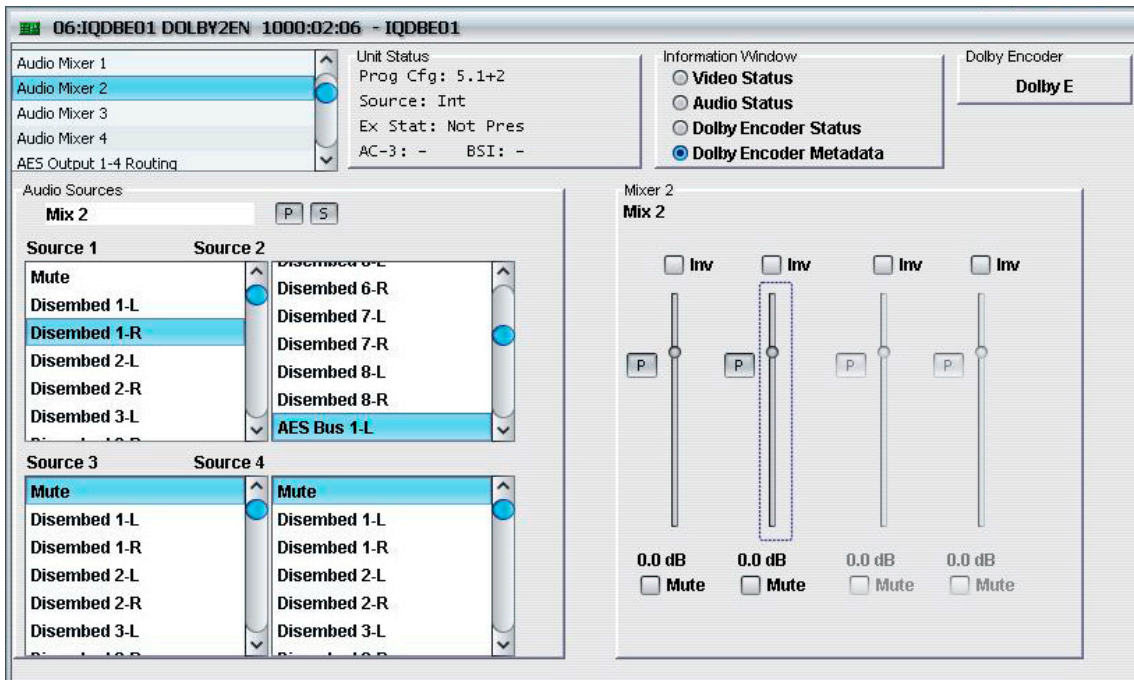 06:IQDBE01 DOLBY2EN 1000:02:06 - IQDBE01
Audio Mixer 1
Audio Mixer 2
Audio Mixer 3
Audio Mixer 4
AES Output 1-4 Routing
Unit Status
Prog Cfg: 5.1+2
Source: Int
Ex Stat: Not Pres
AC-3: - BSI: -
Information Window
Video Status
Audio Status
Dolby Encoder Status
Dolby Encoder Metadata
Dolby Encoder
Dolby E
Audio Sources
Mix 2 P S
Source 1 Source 2
Mute
Disembed 1-L
Disembed 1-R
Disembed 2-L
Disembed 2-R
Disembed 3-L
Disembed 6-R
Disembed 7-L
Disembed 7-R
Disembed 8-L
Disembed 8-R
AES Bus 1-L
Source 3 Source 4
Mute
Disembed 1-L
Disembed 1-R
Disembed 2-L
Disembed 2-R
Disembed 3-L
Mute
Disembed 1-L
Disembed 1-R
Disembed 2-L
Disembed 2-R
Disembed 3-L
Mixer 2
Mix 2
Inv Inv Inv Inv
P P P P
0.0 dB 0.0 dB 0.0 dB 0.0 dB
Mute Mute Mute Mute